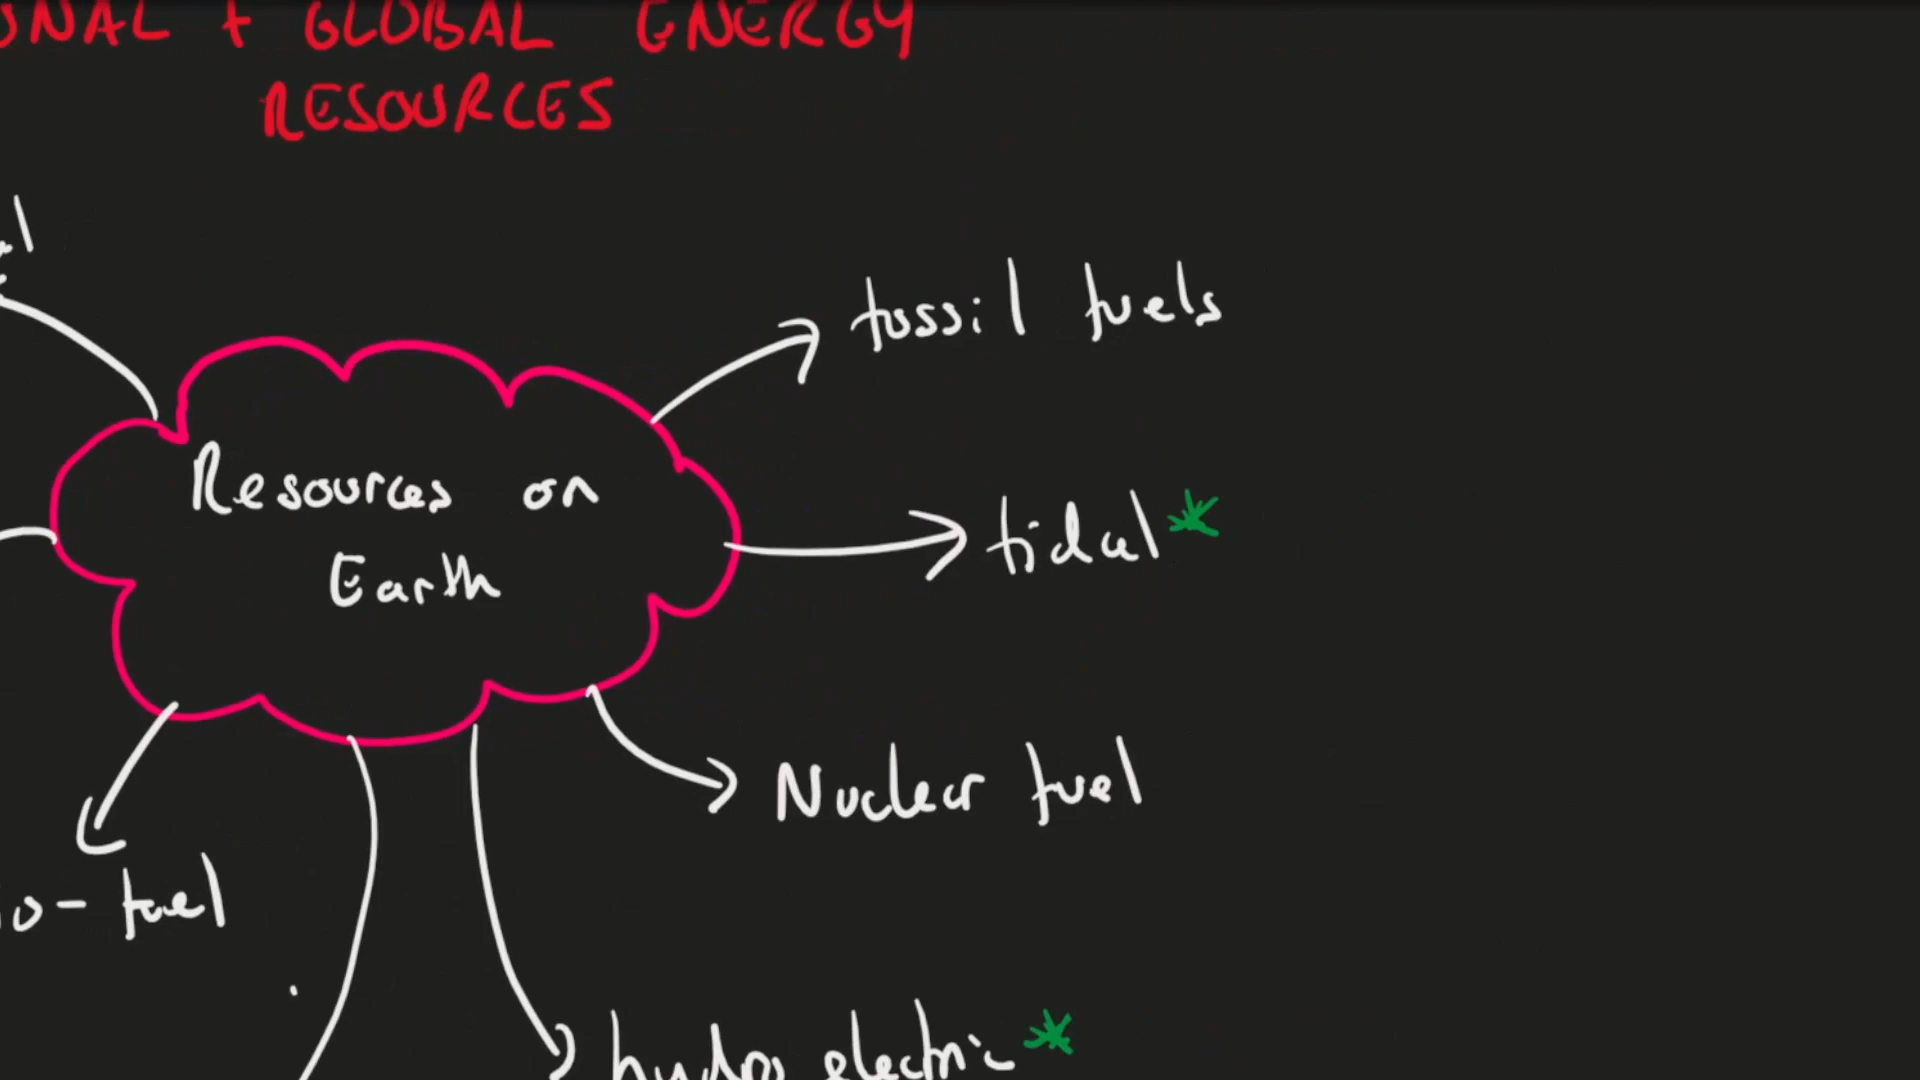 + GLOBAL ENERGY
RESOURCES
fossil fuels
Resources on
Earth
tidal*
Nuclear fuel
fuel
hydro electric*